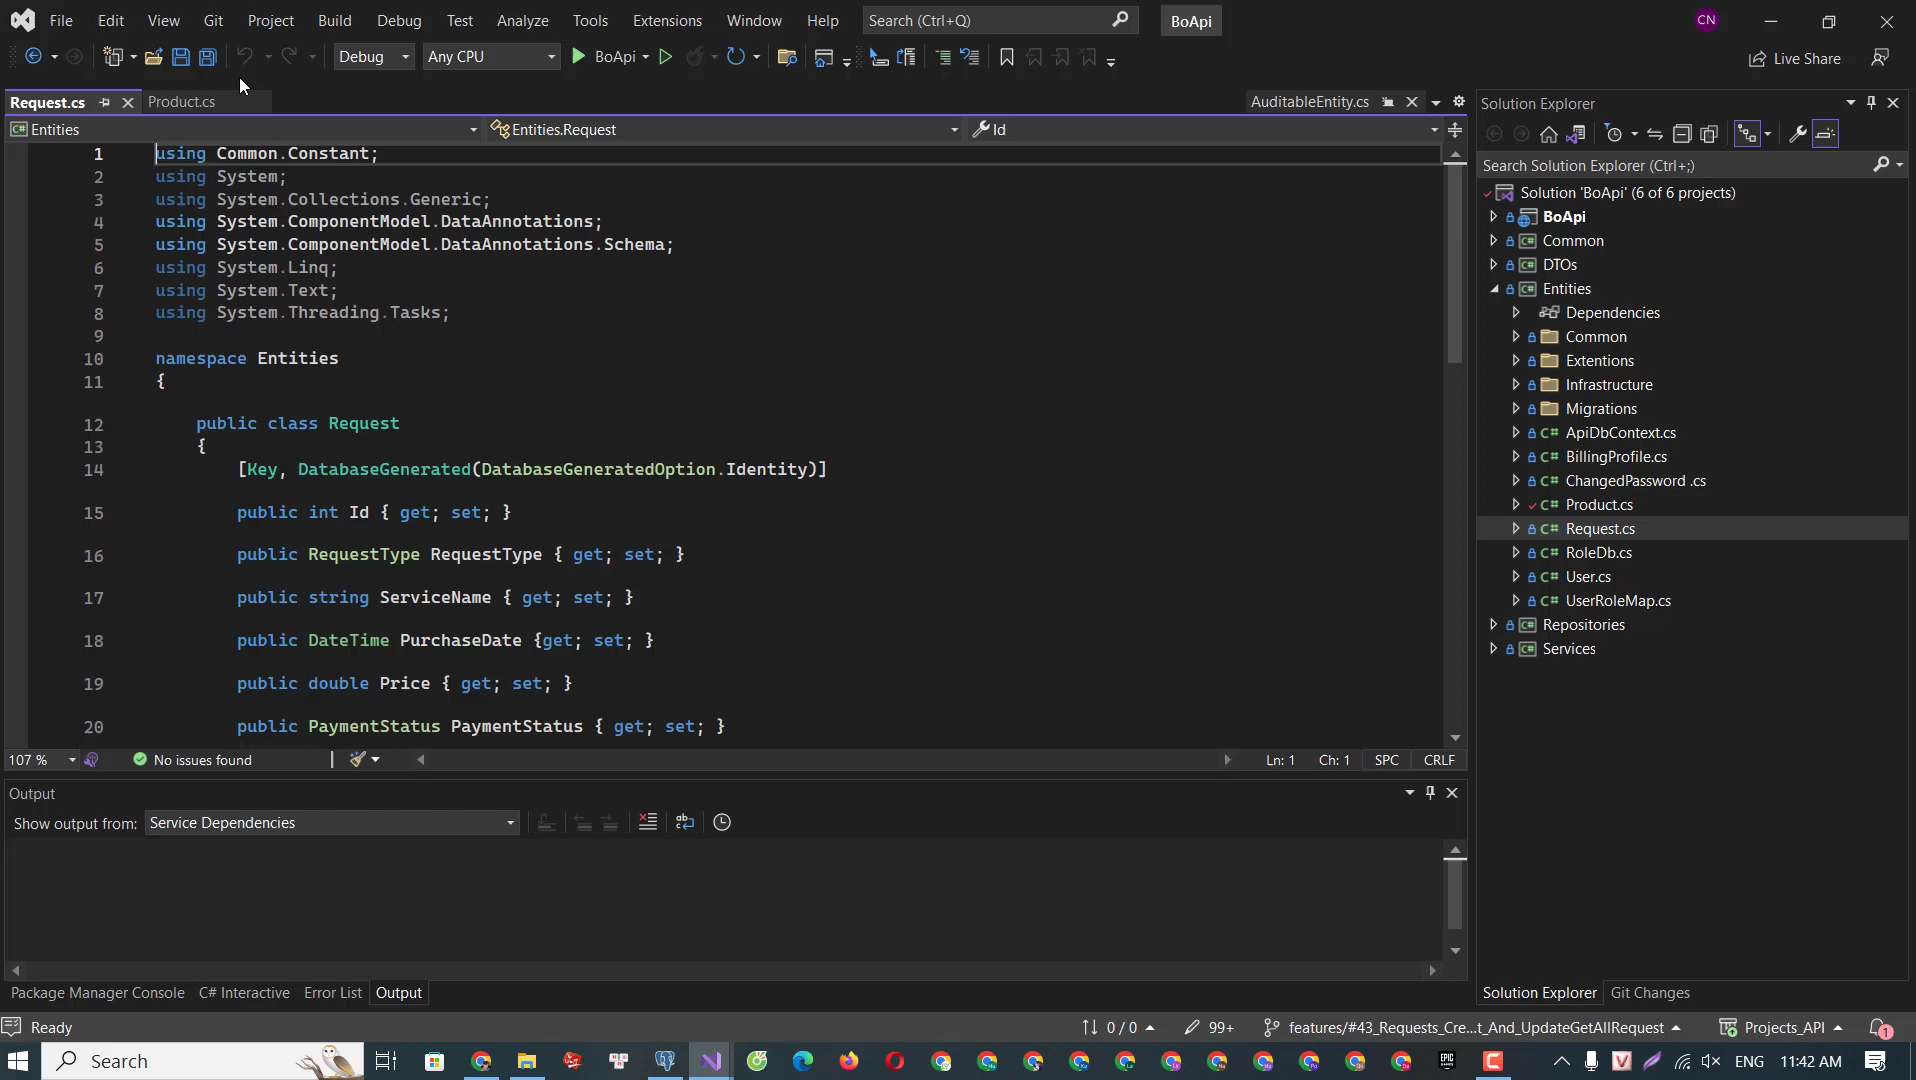 File Edit View Git Project Build Debug Test Analyze Tools Extensions Window Help Search (Ctrl+Q) BoApi CN
Debug Any CPU BoApi Live Share
Request.cs Product.cs AuditableEntity.cs
Entities Entities.Request Id
1 using Common.Constant;
2 using System;
3 using System.Collections.Generic;
4 using System.ComponentModel.DataAnnotations;
5 using System.ComponentModel.DataAnnotations.Schema;
6 using System.Linq;
7 using System.Text;
8 using System.Threading.Tasks;
9
10 namespace Entities
11 {
12 public class Request
13 {
14 [Key, DatabaseGenerated(DatabaseGeneratedOption.Identity)]
15 public int Id { get; set; }
16 public RequestType RequestType { get; set; }
17 public string ServiceName { get; set; }
18 public DateTime PurchaseDate {get; set; }
19 public double Price { get; set; }
20 public PaymentStatus PaymentStatus { get; set; }
107 % No issues found Ln: 1 Ch: 1 SPC CRLF
Output
Show output from: Service Dependencies
Package Manager Console C# Interactive Error List Output
Solution Explorer
Search Solution Explorer (Ctrl+;)
Solution 'BoApi' (6 of 6 projects)
BoApi
Common
DTOs
Entities
Dependencies
Common
Extentions
Infrastructure
Migrations
C# ApiDbContext.cs
C# BillingProfile.cs
C# ChangedPassword .cs
C# Product.cs
C# Request.cs
C# RoleDb.cs
C# User.cs
C# UserRoleMap.cs
Repositories
Services
Solution Explorer Git Changes
Ready 0 / 0 99+ features/#43_Requests_Cre...t_And_UpdateGetAllRequest Projects_API 1
Search ENG 11:42 AM